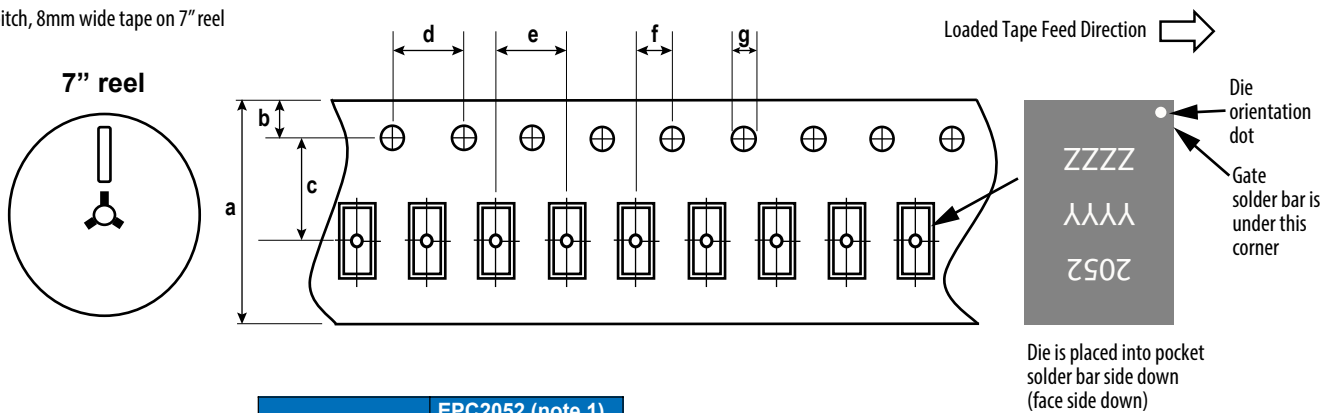 itch, 8mm wide tape on 7” reel
Loaded Tape Feed Direction
7” reel
a
b
c
d
e
f
g
Die
orientation
dot
Gate
solder bar is
under this
corner
ZZZZ
YYYY
2052
Die is placed into pocket
solder bar side down
(face side down)
EPC2052 (note 1)